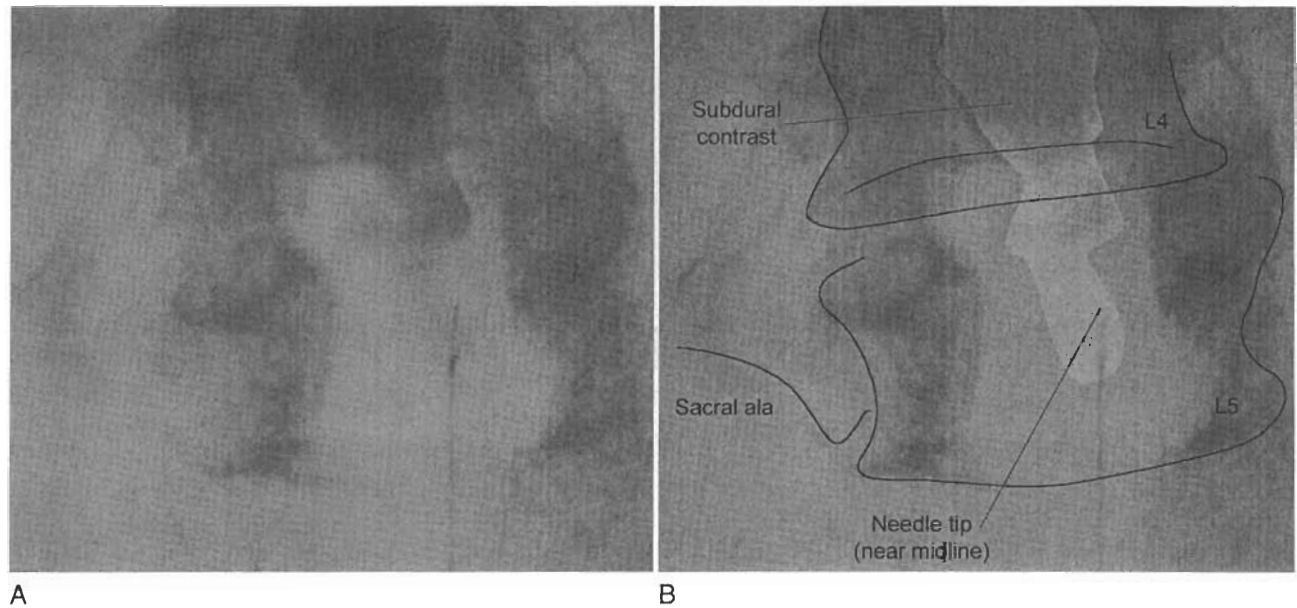 Subdural
contrast
L4
Sacral ala
L5
Needle tip
(near midline)
A
B